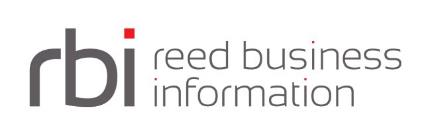 rbi
reed business
information